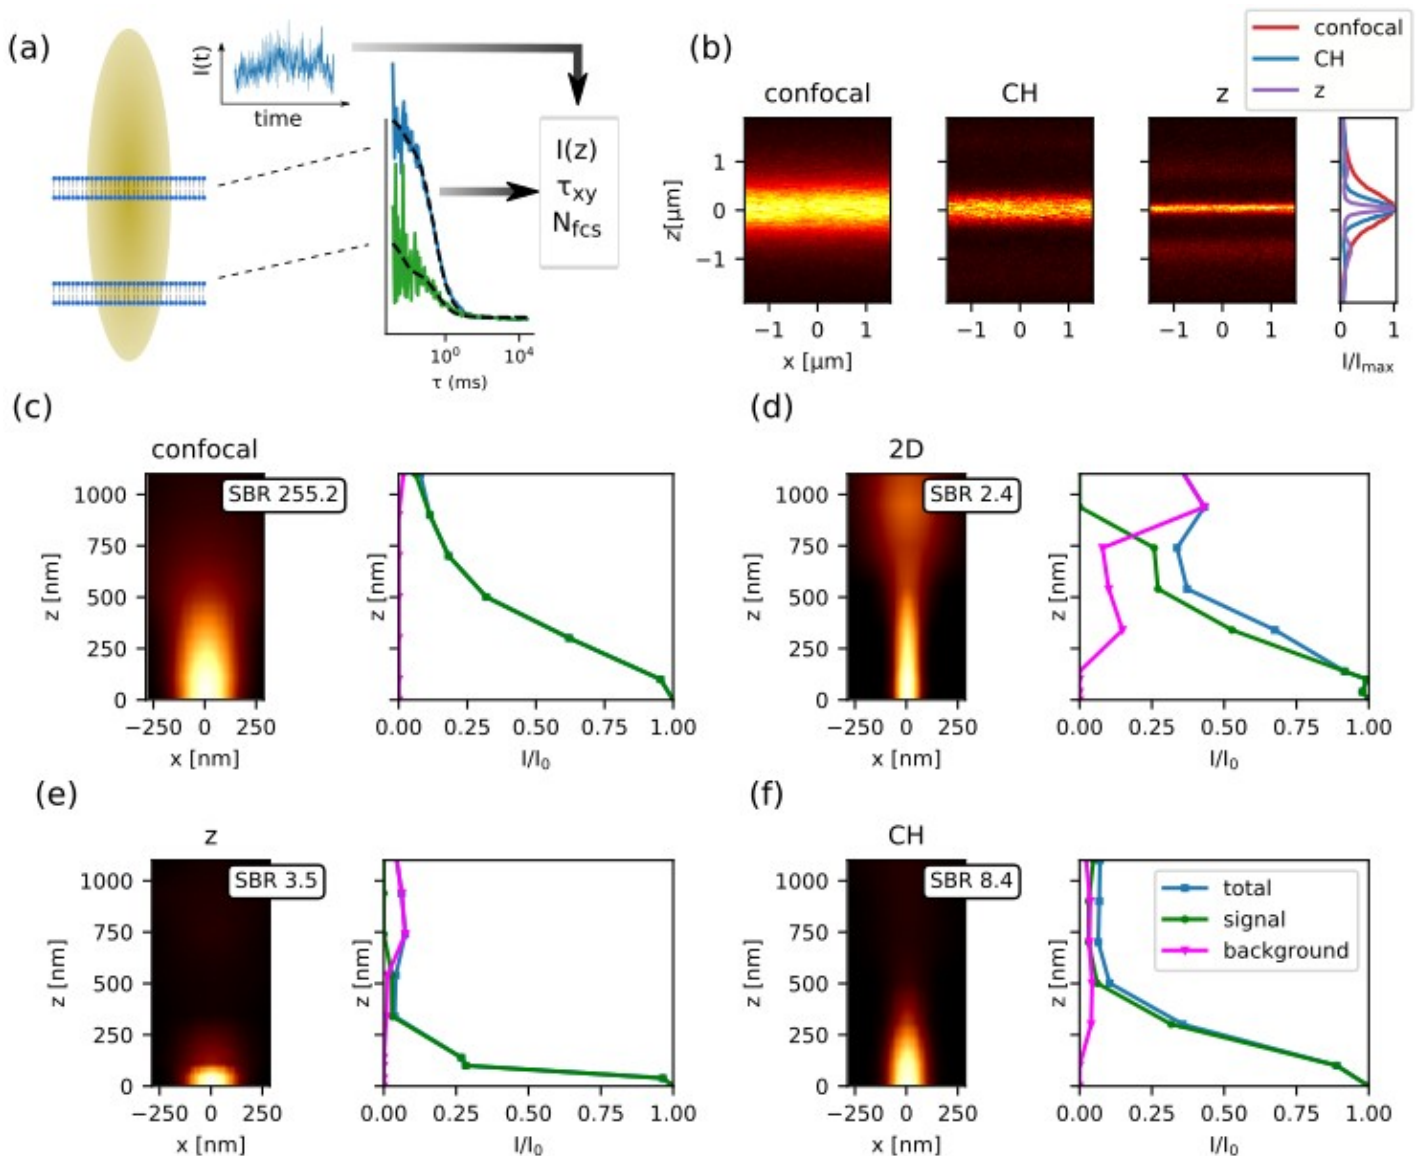 (a)
I(t)
time
I(z)
τxy
Nfcs
10⁰ 10⁴
τ (ms)
(b)
confocal
CH
z
confocal CH z
z[μm]
1
0
−1
−1 0 1 −1 0 1 −1 0 1 0 1
x [μm]
I/Imax
(c)
confocal
SBR 255.2
z [nm]
1000
750
500
250
0
−250 0 250
x [nm]
z [nm]
0.00 0.25 0.50 0.75 1.00
I/I₀
(d)
2D
SBR 2.4
z [nm]
1000
750
500
250
0
−250 0 250
x [nm]
z [nm]
0.00 0.25 0.50 0.75 1.00
I/I₀
(e)
z
SBR 3.5
z [nm]
1000
750
500
250
0
−250 0 250
x [nm]
z [nm]
0.00 0.25 0.50 0.75 1.00
I/I₀
(f)
CH
SBR 8.4
z [nm]
1000
750
500
250
0
−250 0 250
x [nm]
z [nm]
total
signal
background
0.00 0.25 0.50 0.75 1.00
I/I₀